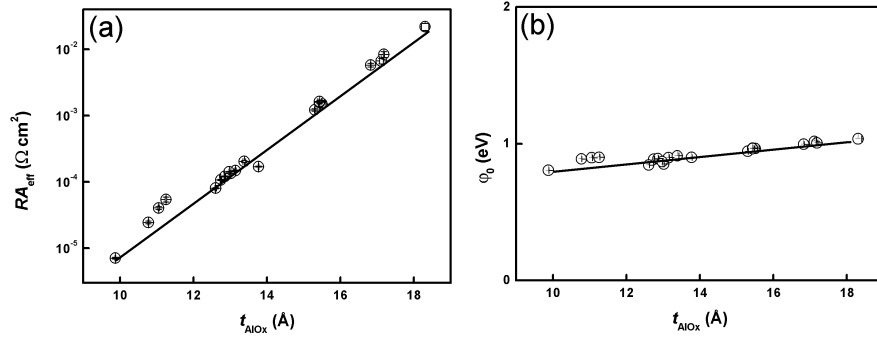 (a)
10⁻²
10⁻³
10⁻⁴
10⁻⁵
RA_eff (Ω cm²)
10 12 14 16 18
t_AlOx (Å)
(b)
2
1
0
φ₀ (eV)
10 12 14 16 18
t_AlOx (Å)